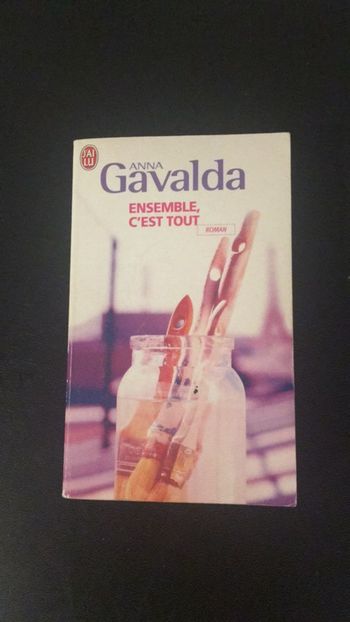 J'AI
LU
ANNA
Gavalda
ENSEMBLE,
C'EST TOUT
ROMAN